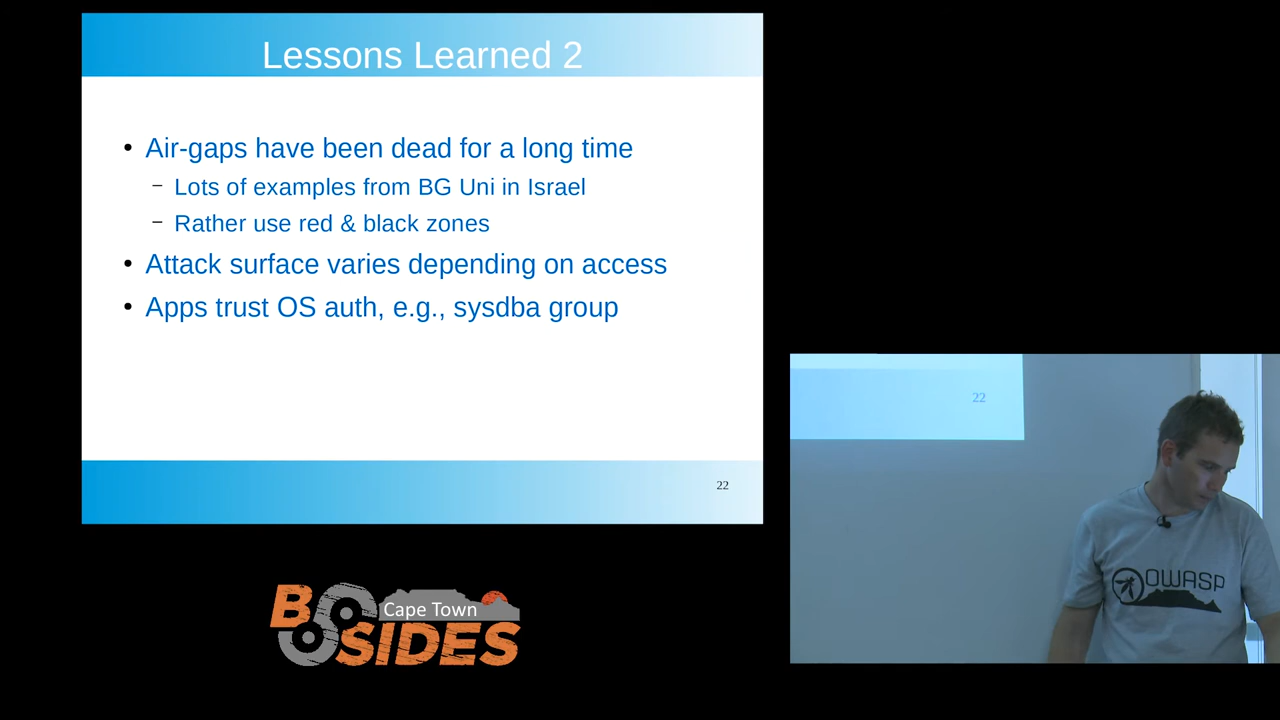 Lessons Learned 2
• Air-gaps have been dead for a long time
– Lots of examples from BG Uni in Israel
– Rather use red & black zones
• Attack surface varies depending on access
• Apps trust OS auth, e.g., sysdba group
22
22
OWASP
BSIDES
Cape Town